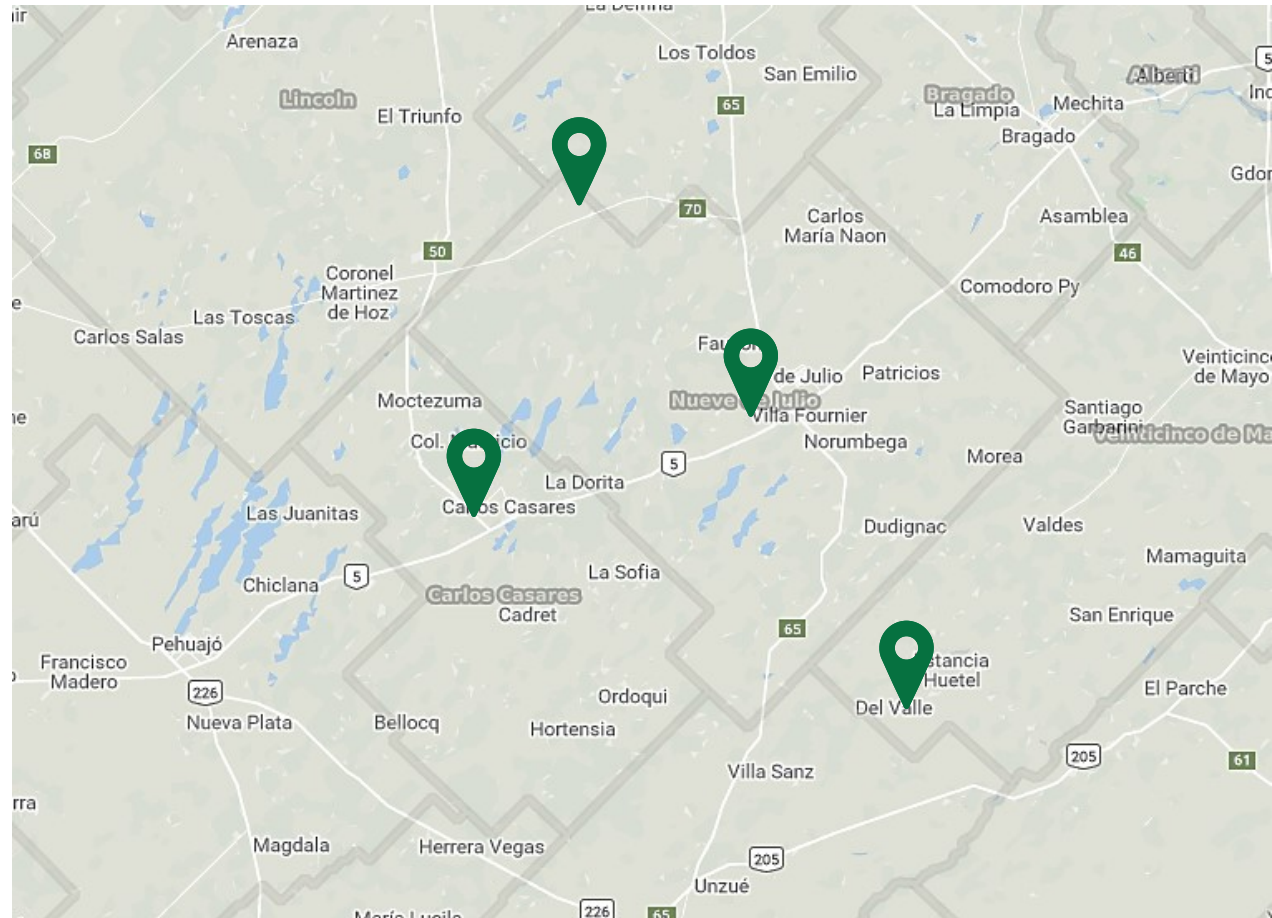 La Delfina
Arenaza
Los Toldos
San Emilio
5
Alberti
Lincoln
Bragado
La Limpia
Mechita
El Triunfo
65
Bragado
68
Carlos
María Naon
70
Asamblea
50
46
Coronel
Martinez
de Hoz
Comodoro Py
Las Toscas
Carlos Salas
de Julio
Patricios
Veinticinco
de Mayo
Moctezuma
Nueve de Julio
Villa Fournier
Santiago
Garbarini
Col.
Norumbega
Morea
5
La Dorita
Carlos Casares
Las Juanitas
Dudignac
Valdes
Mamaguita
Chiclana
5
La Sofia
Carlos Casares
Cadret
San Enrique
65
Pehuajó
Francisco
Madero
226
Huetel
El Parche
Ordoqui
Del Valle
Nueva Plata
Bellocq
Hortensia
205
61
Villa Sanz
Magdala
Herrera Vegas
205
Unzué
226
65